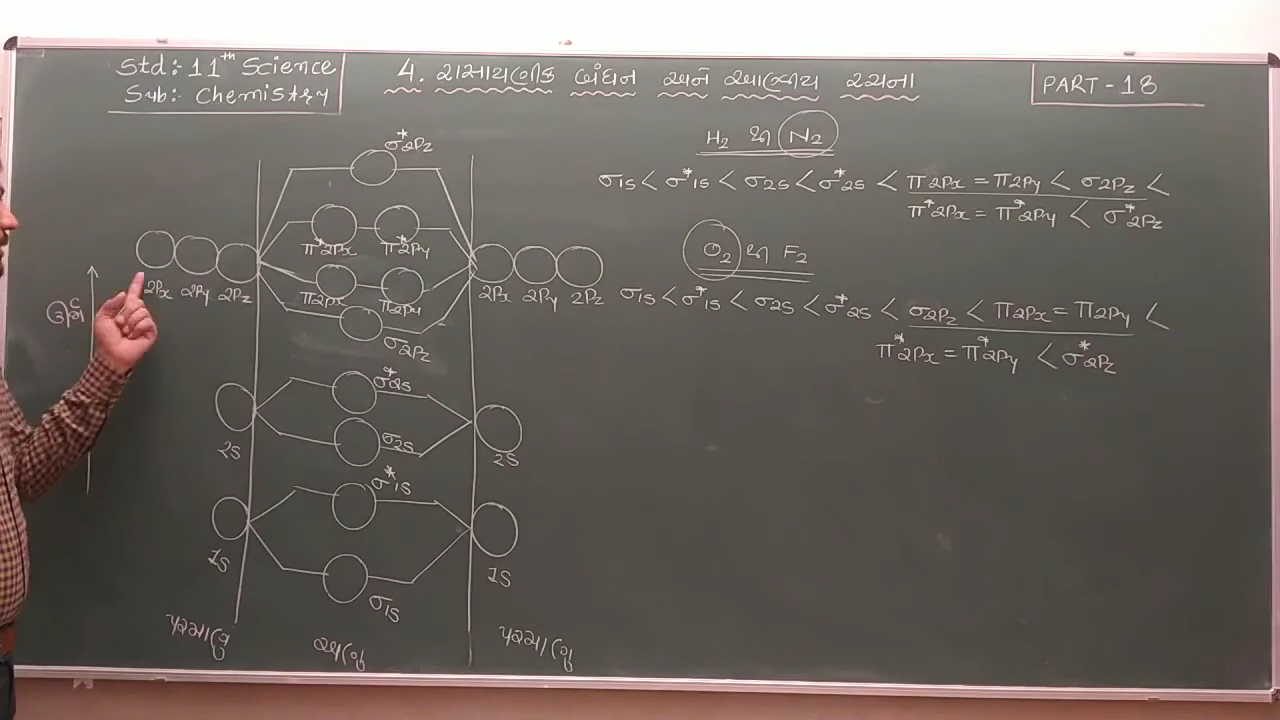 Std:- 11th Science
Sub:- Chemistry
4. રાસાયણીક બંધન અને આણ્વીય રચના
PART - 18
H₂ થી N₂
σ1s < σ*1s < σ2s < σ*2s < π2Px = π2Py < σ2Pz <
π*2Px = π*2Py < σ*2Pz
O₂ થી F₂
σ1s < σ*1s < σ2s < σ*2s < σ2Pz < π2Px = π2Py <
π*2Px = π*2Py < σ*2Pz
σ*2Pz
π*2Px π*2Py
2Px 2Py 2Pz
π2Px π2Py
2Px 2Py 2Pz
ઊર્જા
σ2Pz
σ*2s
σ2s
2s
2s
σ*1s
1s
1s
σ1s
પરમાણુ
અણુ
પરમાણુ